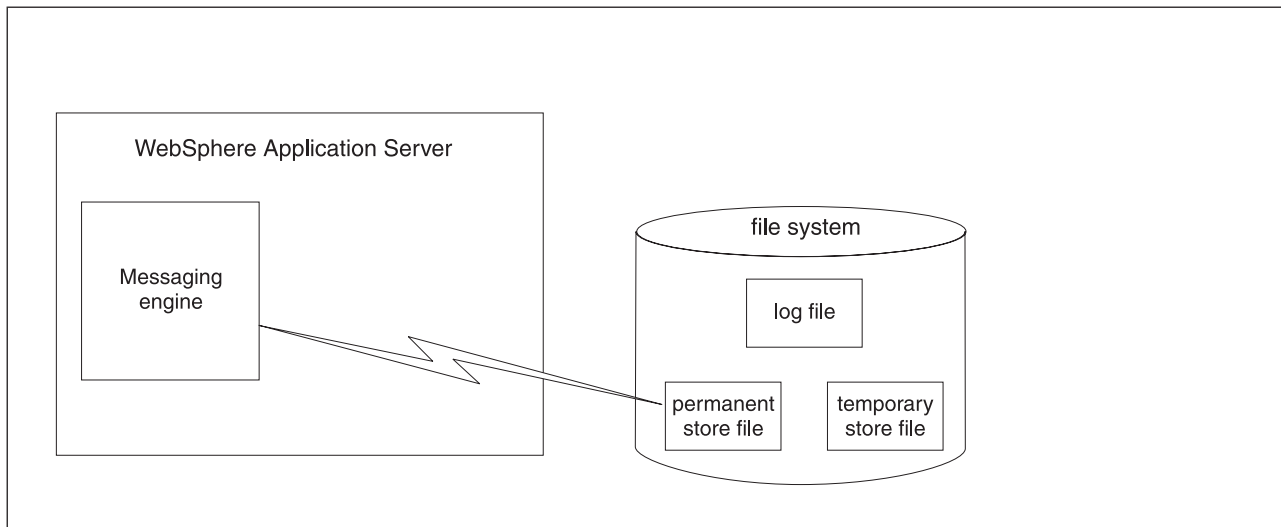 WebSphere Application Server
Messaging
engine
file system
log file
permanent
store file
temporary
store file